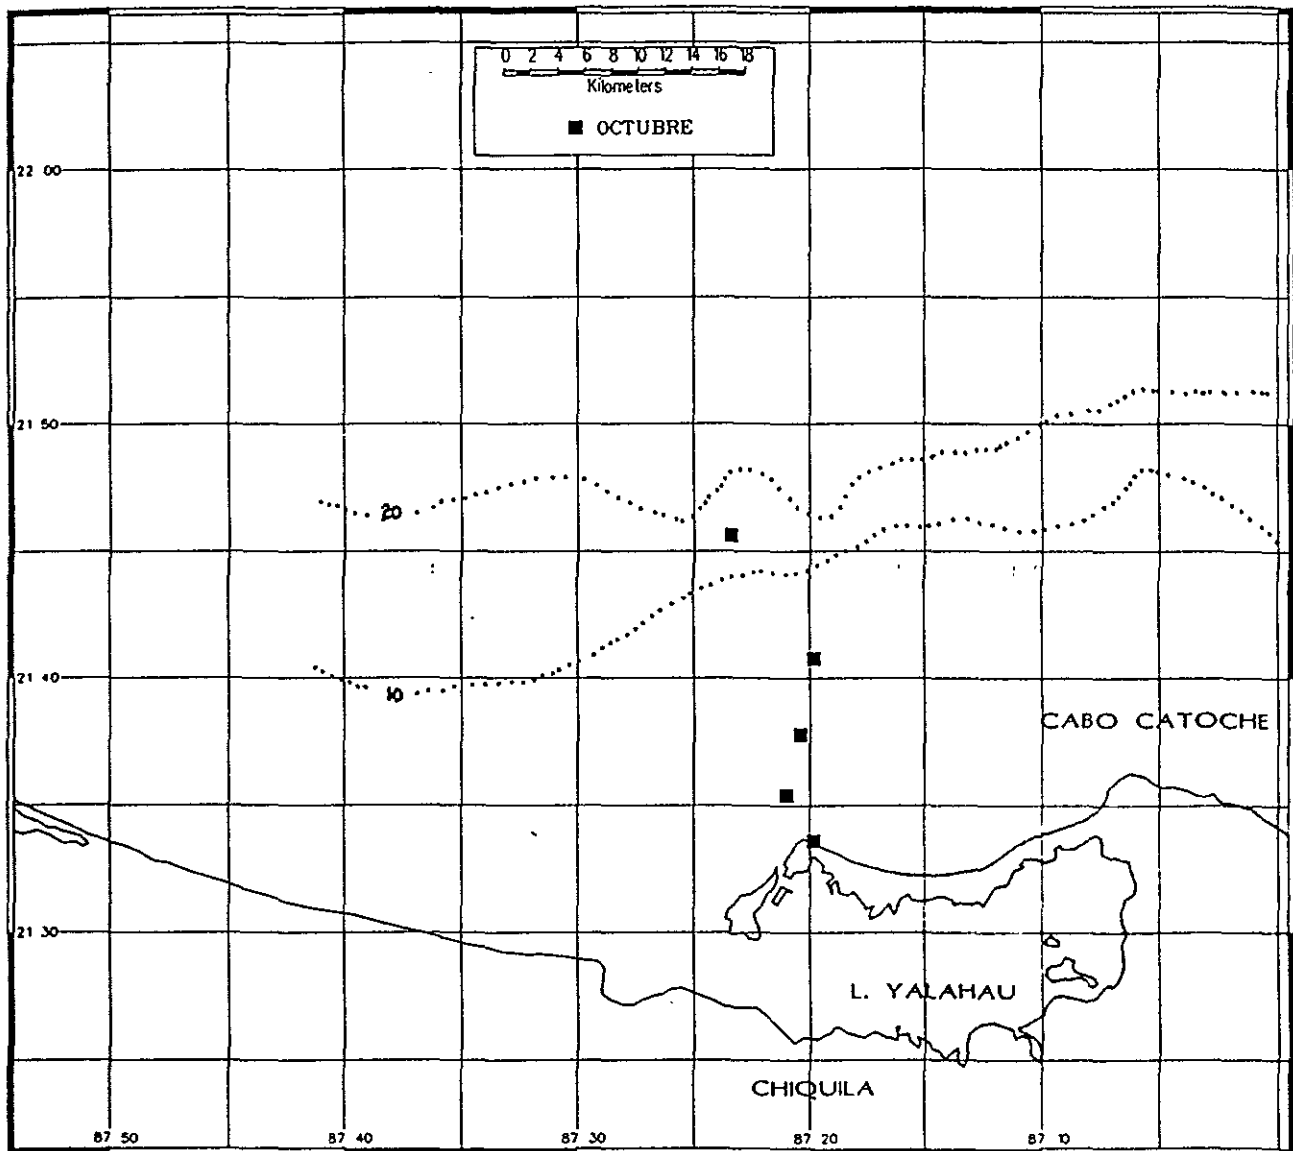 0 2 4 6 8 10 12 14 16 18
Kilometers
■ OCTUBRE
22 00
21 50
20
21 40
10
CABO CATOCHE
21 30
L. YALAHAU
CHIQUILA
87 50 87 40 87 30 87 20 87 10